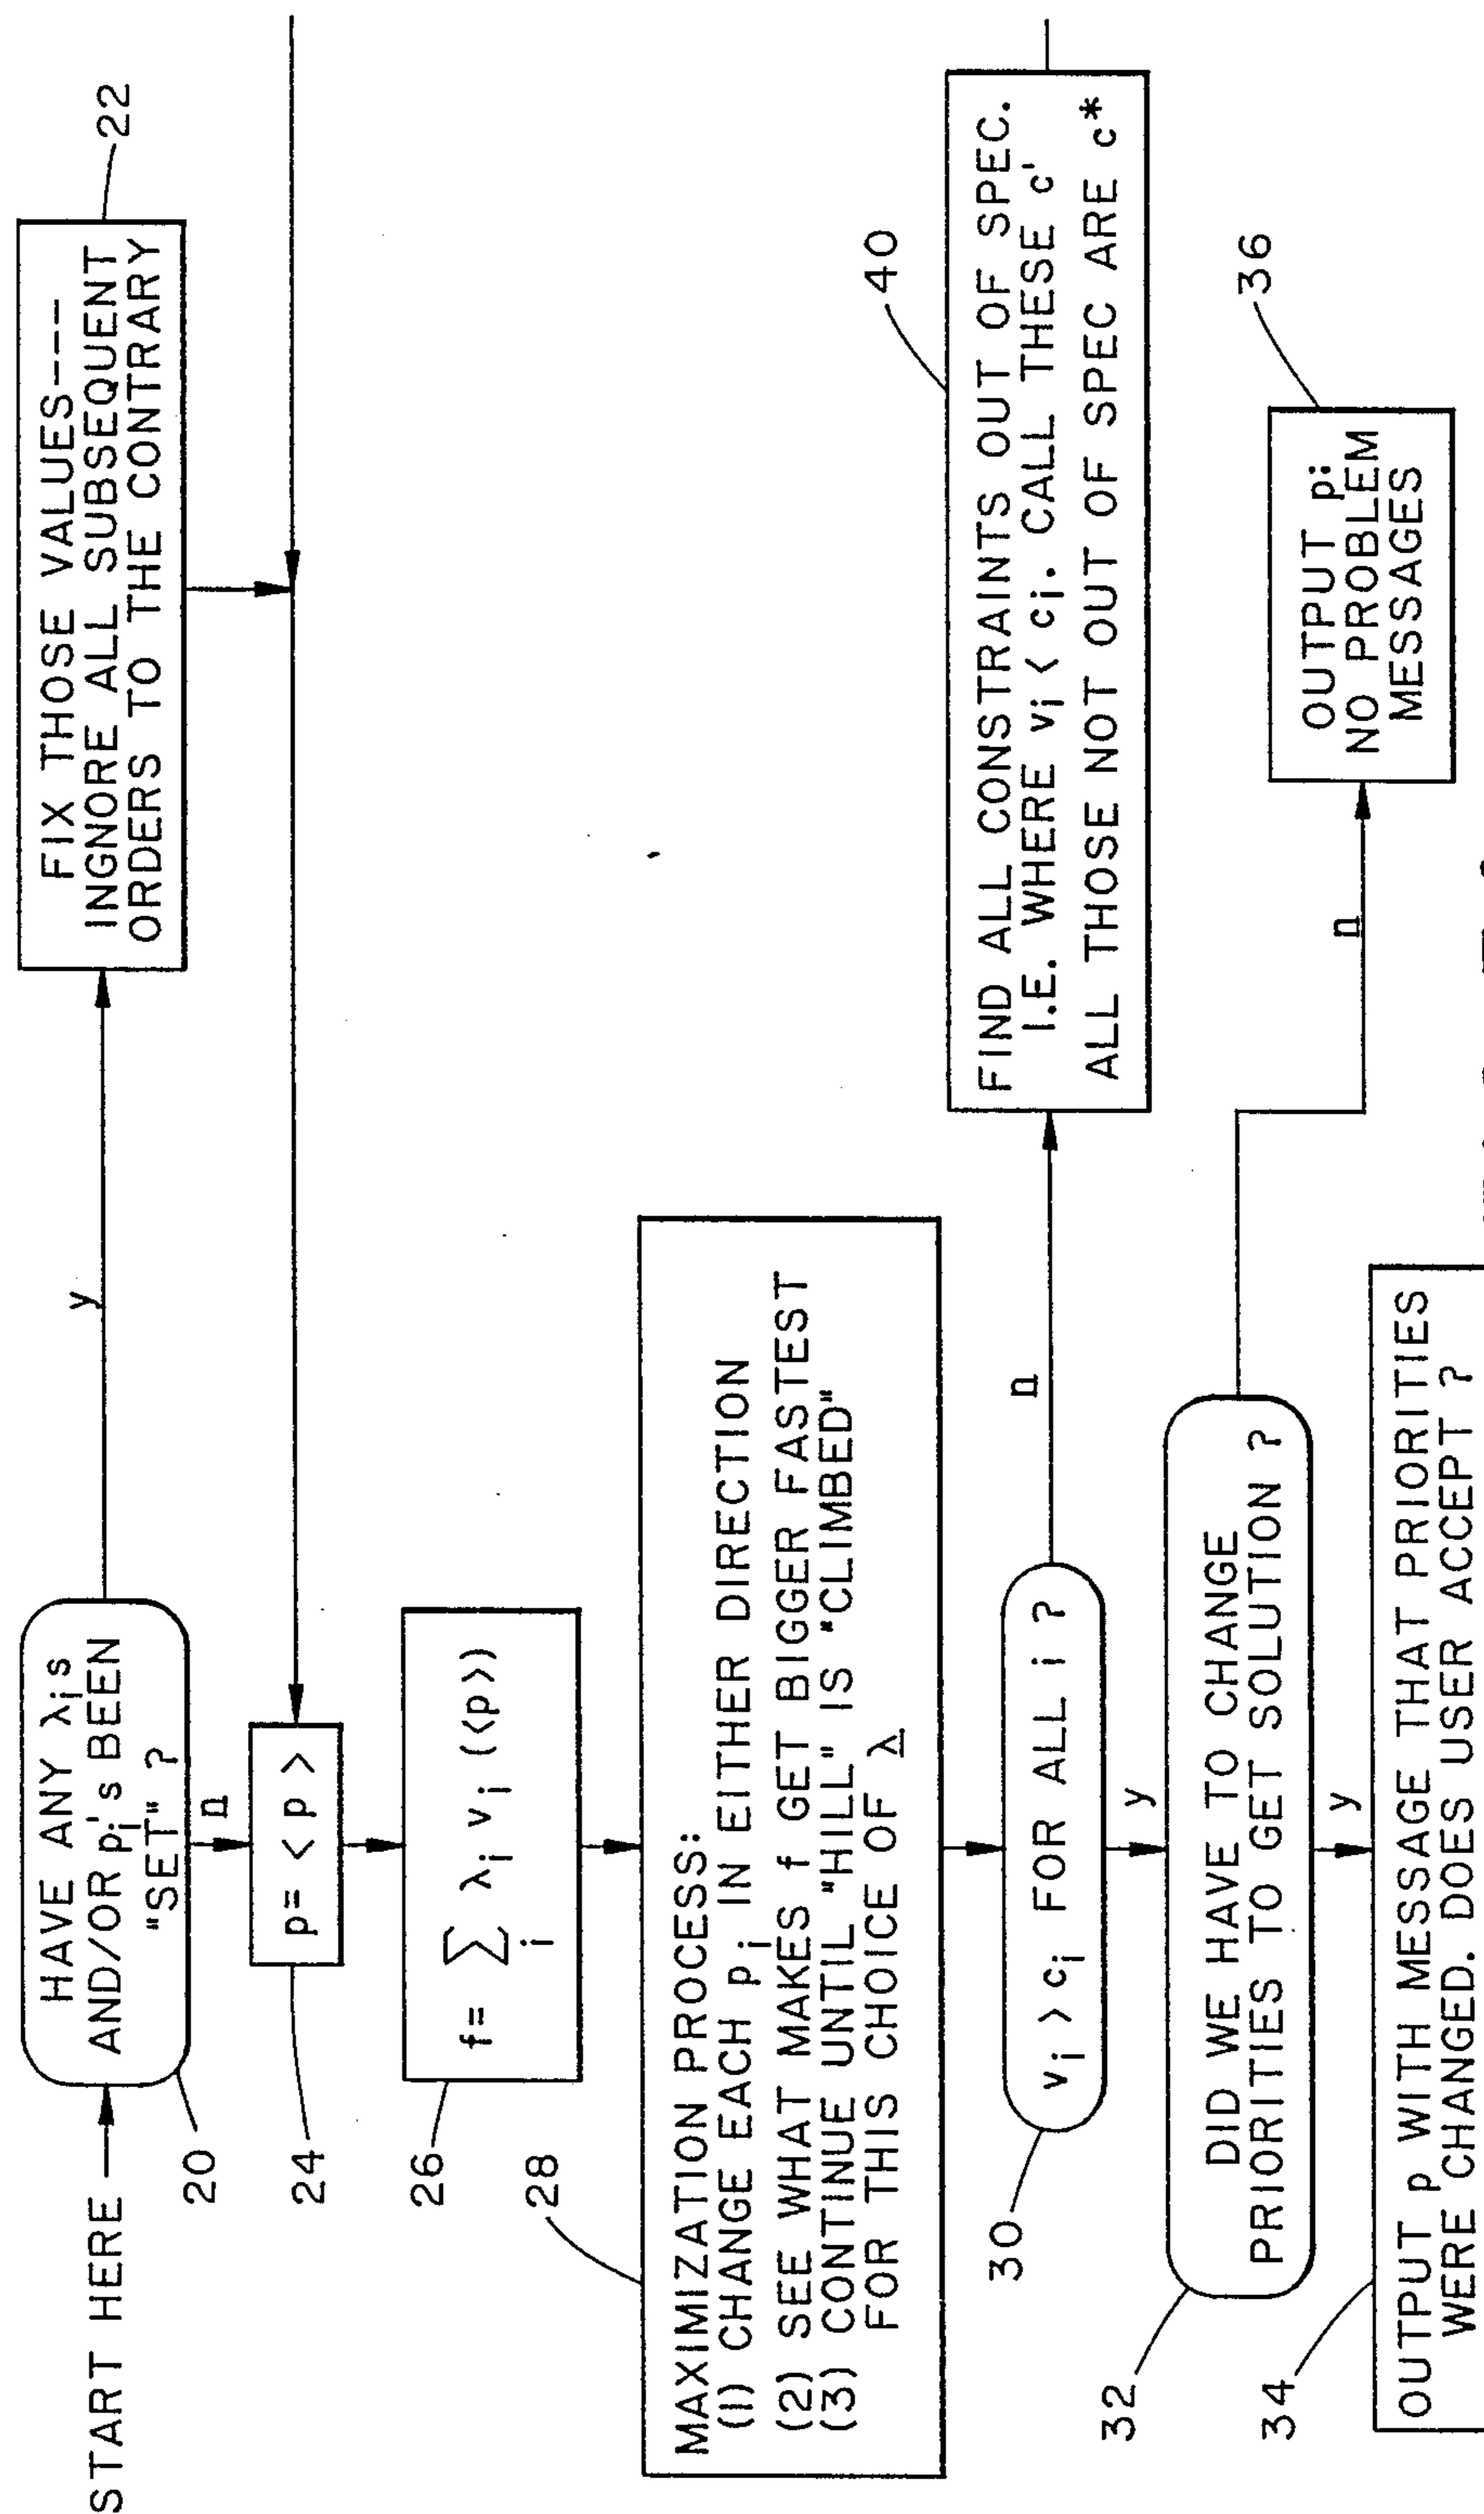 START HERE
HAVE ANY λi's
AND/OR pi's BEEN
"SET" ?
20
y
FIX THOSE VALUES---
INGNORE ALL SUBSEQUENT
ORDERS TO THE CONTRARY
22
n
p= < p >
24
f= ∑ λi vi (<p>)
i
26
MAXIMIZATION PROCESS:
(1) CHANGE EACH pi IN EITHER DIRECTION
(2) SEE WHAT MAKES f GET BIGGER FASTEST
(3) CONTINUE UNTIL "HILL" IS "CLIMBED"
FOR THIS CHOICE OF λ
28
vi > ci FOR ALL i ?
30
n
FIND ALL CONSTRAINTS OUT OF SPEC.
I.E. WHERE vi < ci. CALL THESE c'
ALL THOSE NOT OUT OF SPEC ARE c*
40
y
DID WE HAVE TO CHANGE
PRIORITIES TO GET SOLUTION ?
32
n
OUTPUT p:
NO PROBLEM
MESSAGES
36
y
OUTPUT p WITH MESSAGE THAT PRIORITIES
WERE CHANGED. DOES USER ACCEPT ?
34